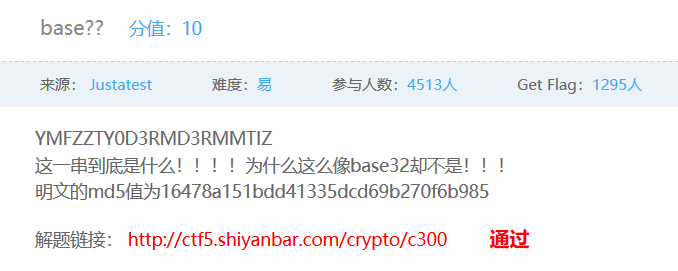 base?? 分值：10
来源： Justatest 难度：易 参与人数：4513人 Get Flag：1295人
YMFZZTY0D3RMD3RMMTIZ
这一串到底是什么！！！！为什么这么像base32却不是！！！
明文的md5值为16478a151bdd41335dcd69b270f6b985
解题链接： http://ctf5.shiyanbar.com/crypto/c300 通过